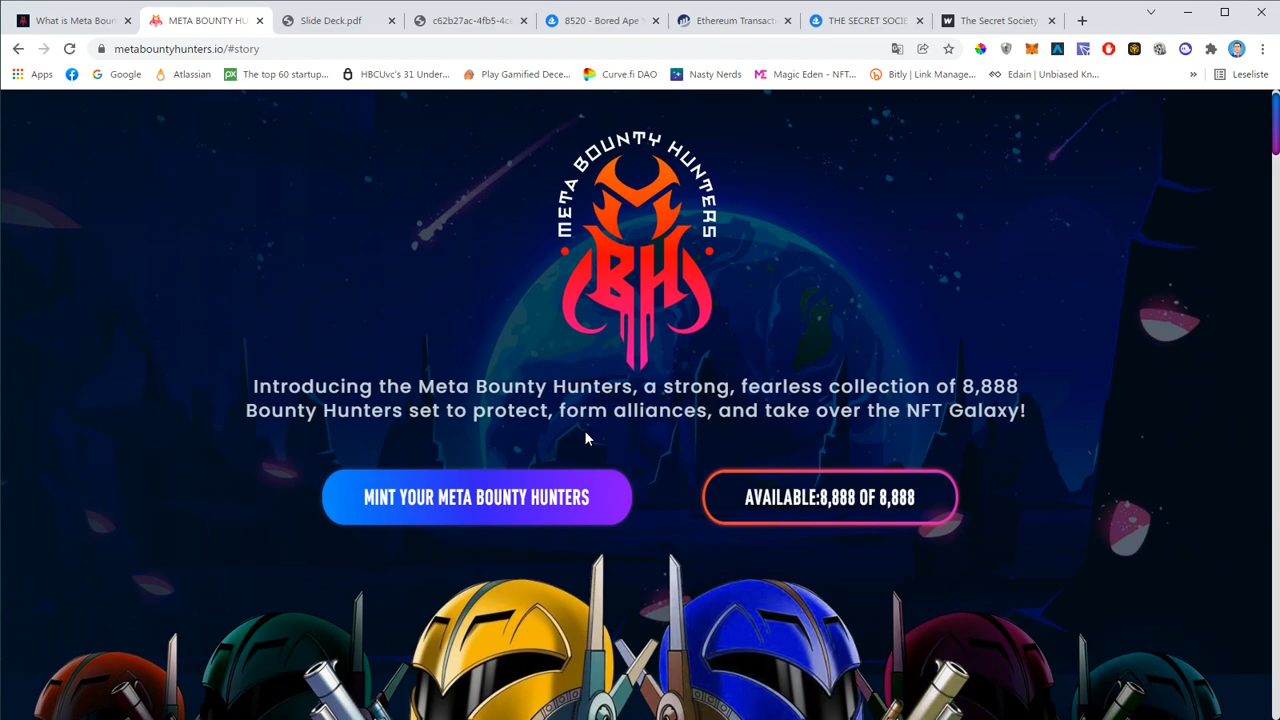 What is Meta Boun
META BOUNTY HU
Slide Deck.pdf
8520 - Bored Ape
Ethereum Transact
THE SECRET SOCIE
The Secret Society
metabountyhunters.io/#story
Apps
Google
Atlassian
The top 60 startup...
HBCUvc's 31 Under...
Play Gamified Dece...
Curve.fi DAO
Nasty Nerds
Magic Eden - NFT...
Bitly | Link Manage...
Edain | Unbiased Kn...
»
Leseliste
META BOUNTY HUNTERS
M
BH
Introducing the Meta Bounty Hunters, a strong, fearless collection of 8,888
Bounty Hunters set to protect, form alliances, and take over the NFT Galaxy!
MINT YOUR META BOUNTY HUNTERS
AVAILABLE:8,888 OF 8,888